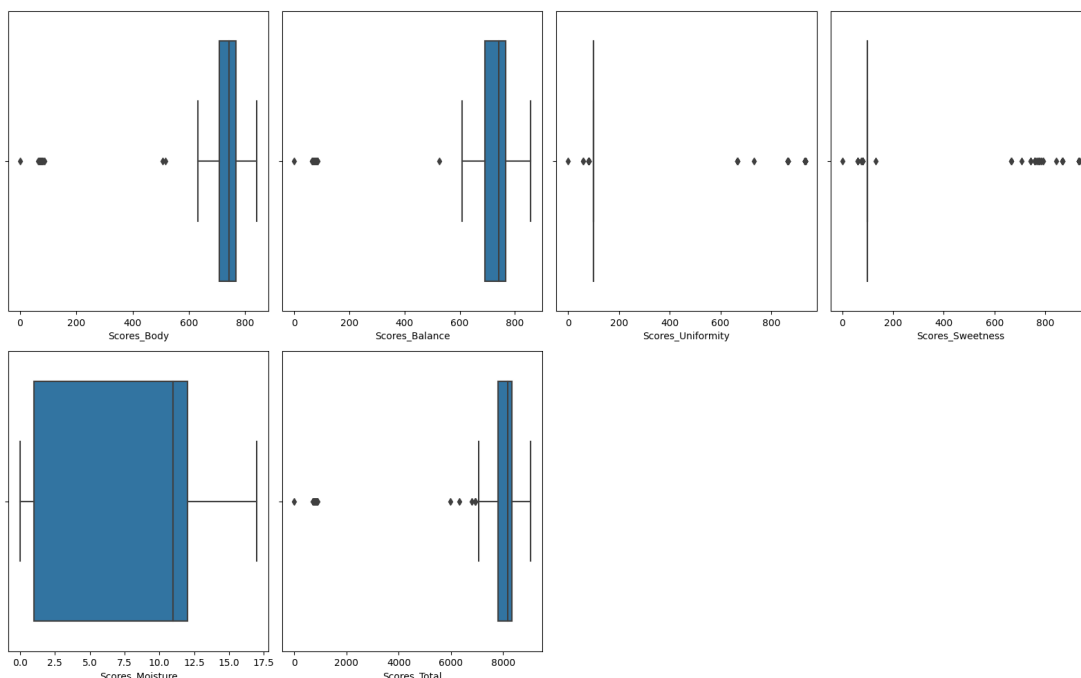 0 200 400 600 800
Scores_Body
0 200 400 600 800
Scores_Balance
0 200 400 600 800
Scores_Uniformity
0 200 400 600 800
Scores_Sweetness
0.0 2.5 5.0 7.5 10.0 12.5 15.0 17.5
Scores_Moisture
0 2000 4000 6000 8000
Scores_Total